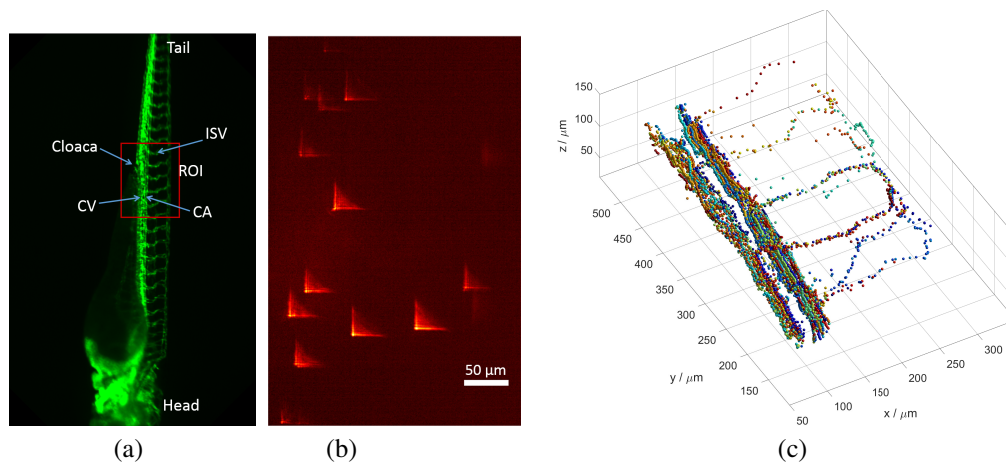 Tail
ISV
Cloaca
ROI
CV
CA
Head
(a)
50 µm
(b)
150
100
50
z / µm
500
450
400
350
300
250
200
150
y / µm
50
100
150
200
250
300
x / µm
(c)